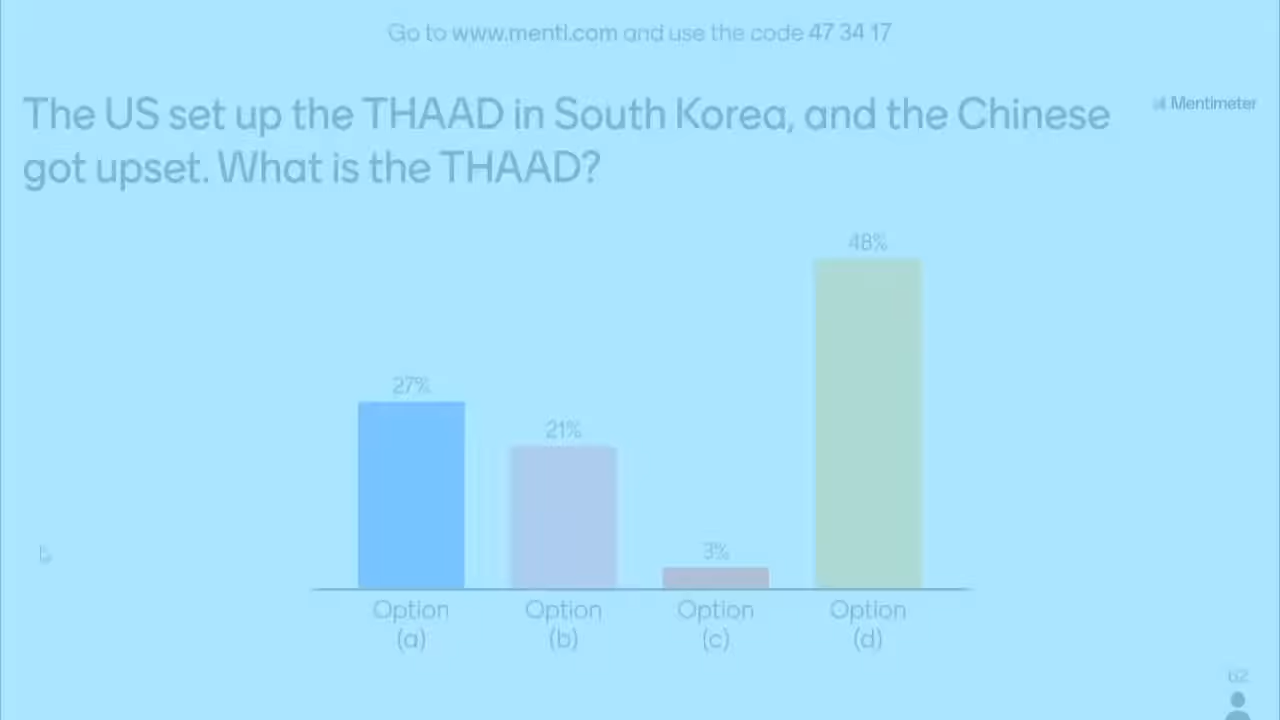 Go to www.menti.com and use the code 47 34 17
The US set up the THAAD in South Korea, and the Chinese
got upset. What is the THAAD?
Mentimeter
48%
27%
21%
3%
Option
(a)
Option
(b)
Option
(c)
Option
(d)
62